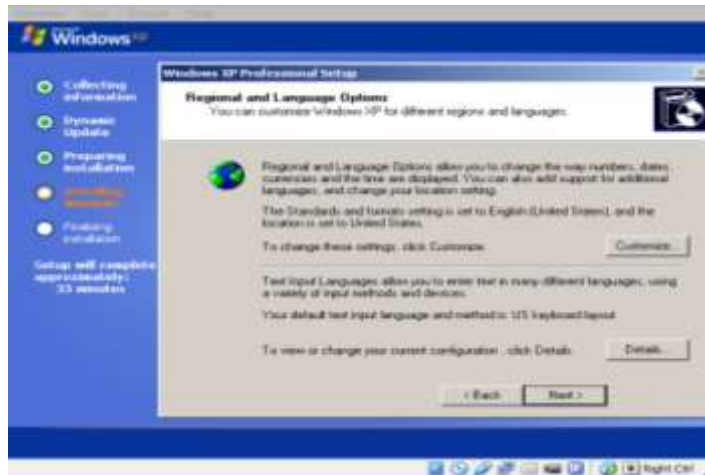 Windows xp
Collecting
information
Dynamic
Update
Preparing
installation
Installing
Windows
Finalizing
installation
Setup will complete
approximately:
33 minutes
Windows XP Professional Setup
Regional and Language Options
You can customize Windows XP for different regions and languages.
Regional and Language Options allow you to change the way numbers, dates,
currencies and the time are displayed. You can also add support for additional
languages, and change your location setting.
The Standards and formats setting is set to English (United States), and the
location is set to United States.
To change these settings, click Customize.
Customize...
Text Input Languages allow you to enter text in many different languages, using
a variety of input methods and devices.
Your default text input language and method is: US keyboard layout
To view or change your current configuration , click Details.
Details...
< Back
Next >
Right Ctrl